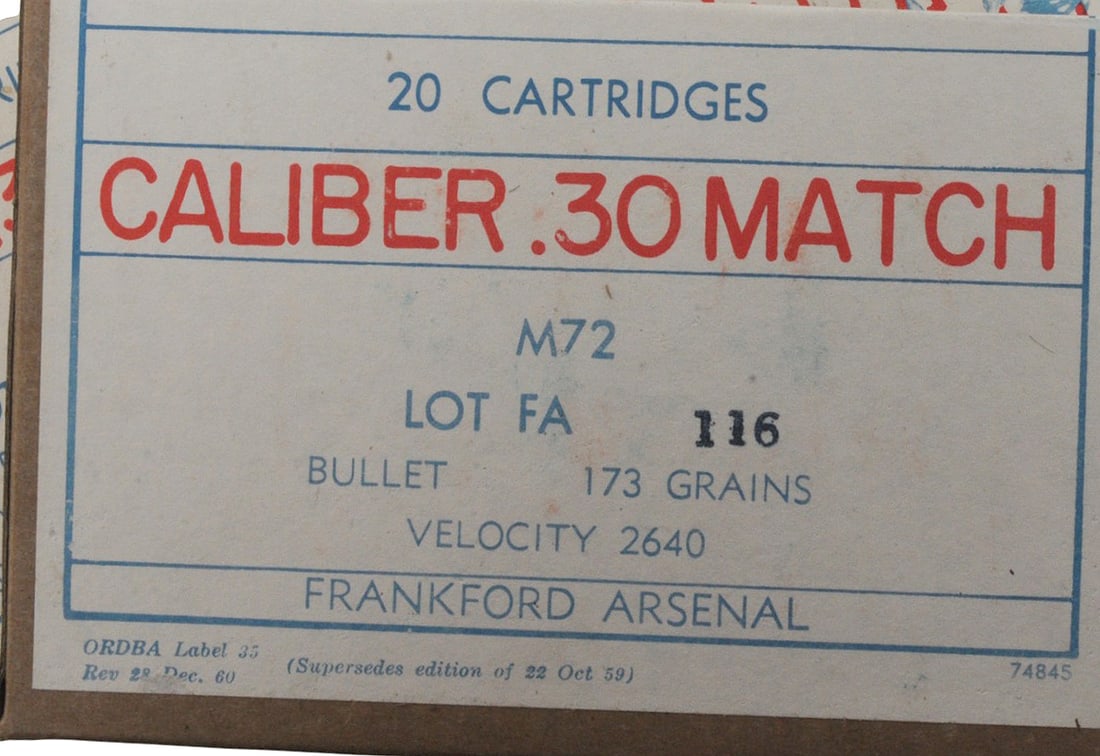 20 CARTRIDGES
CALIBER .30 MATCH
M72
LOT FA 116
BULLET 173 GRAINS
VELOCITY 2640
FRANKFORD ARSENAL
ORDBA Label 35
Rev 28 Dec. 60 (Supersedes edition of 22 Oct 59)
74845